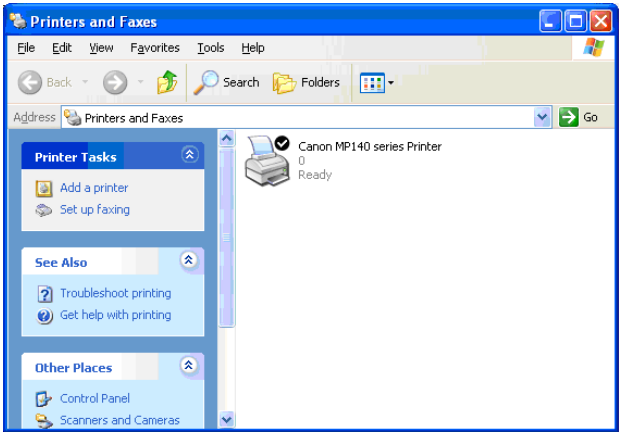 Printers and Faxes
File Edit View Favorites Tools Help
Back Search Folders
Address Printers and Faxes Go
Printer Tasks
Add a printer
Set up faxing
See Also
Troubleshoot printing
Get help with printing
Other Places
Control Panel
Scanners and Cameras
Canon MP140 series Printer
0
Ready